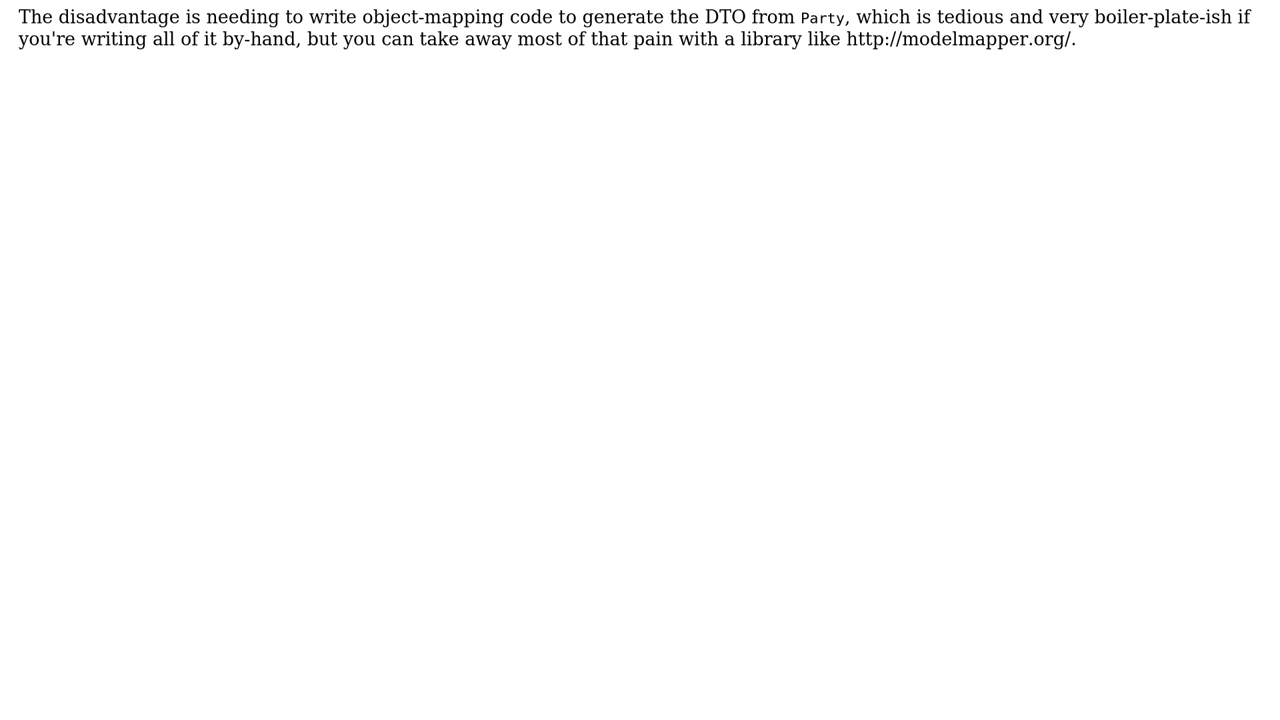 The disadvantage is needing to write object-mapping code to generate the DTO from Party, which is tedious and very boiler-plate-ish if
you're writing all of it by-hand, but you can take away most of that pain with a library like http://modelmapper.org/.